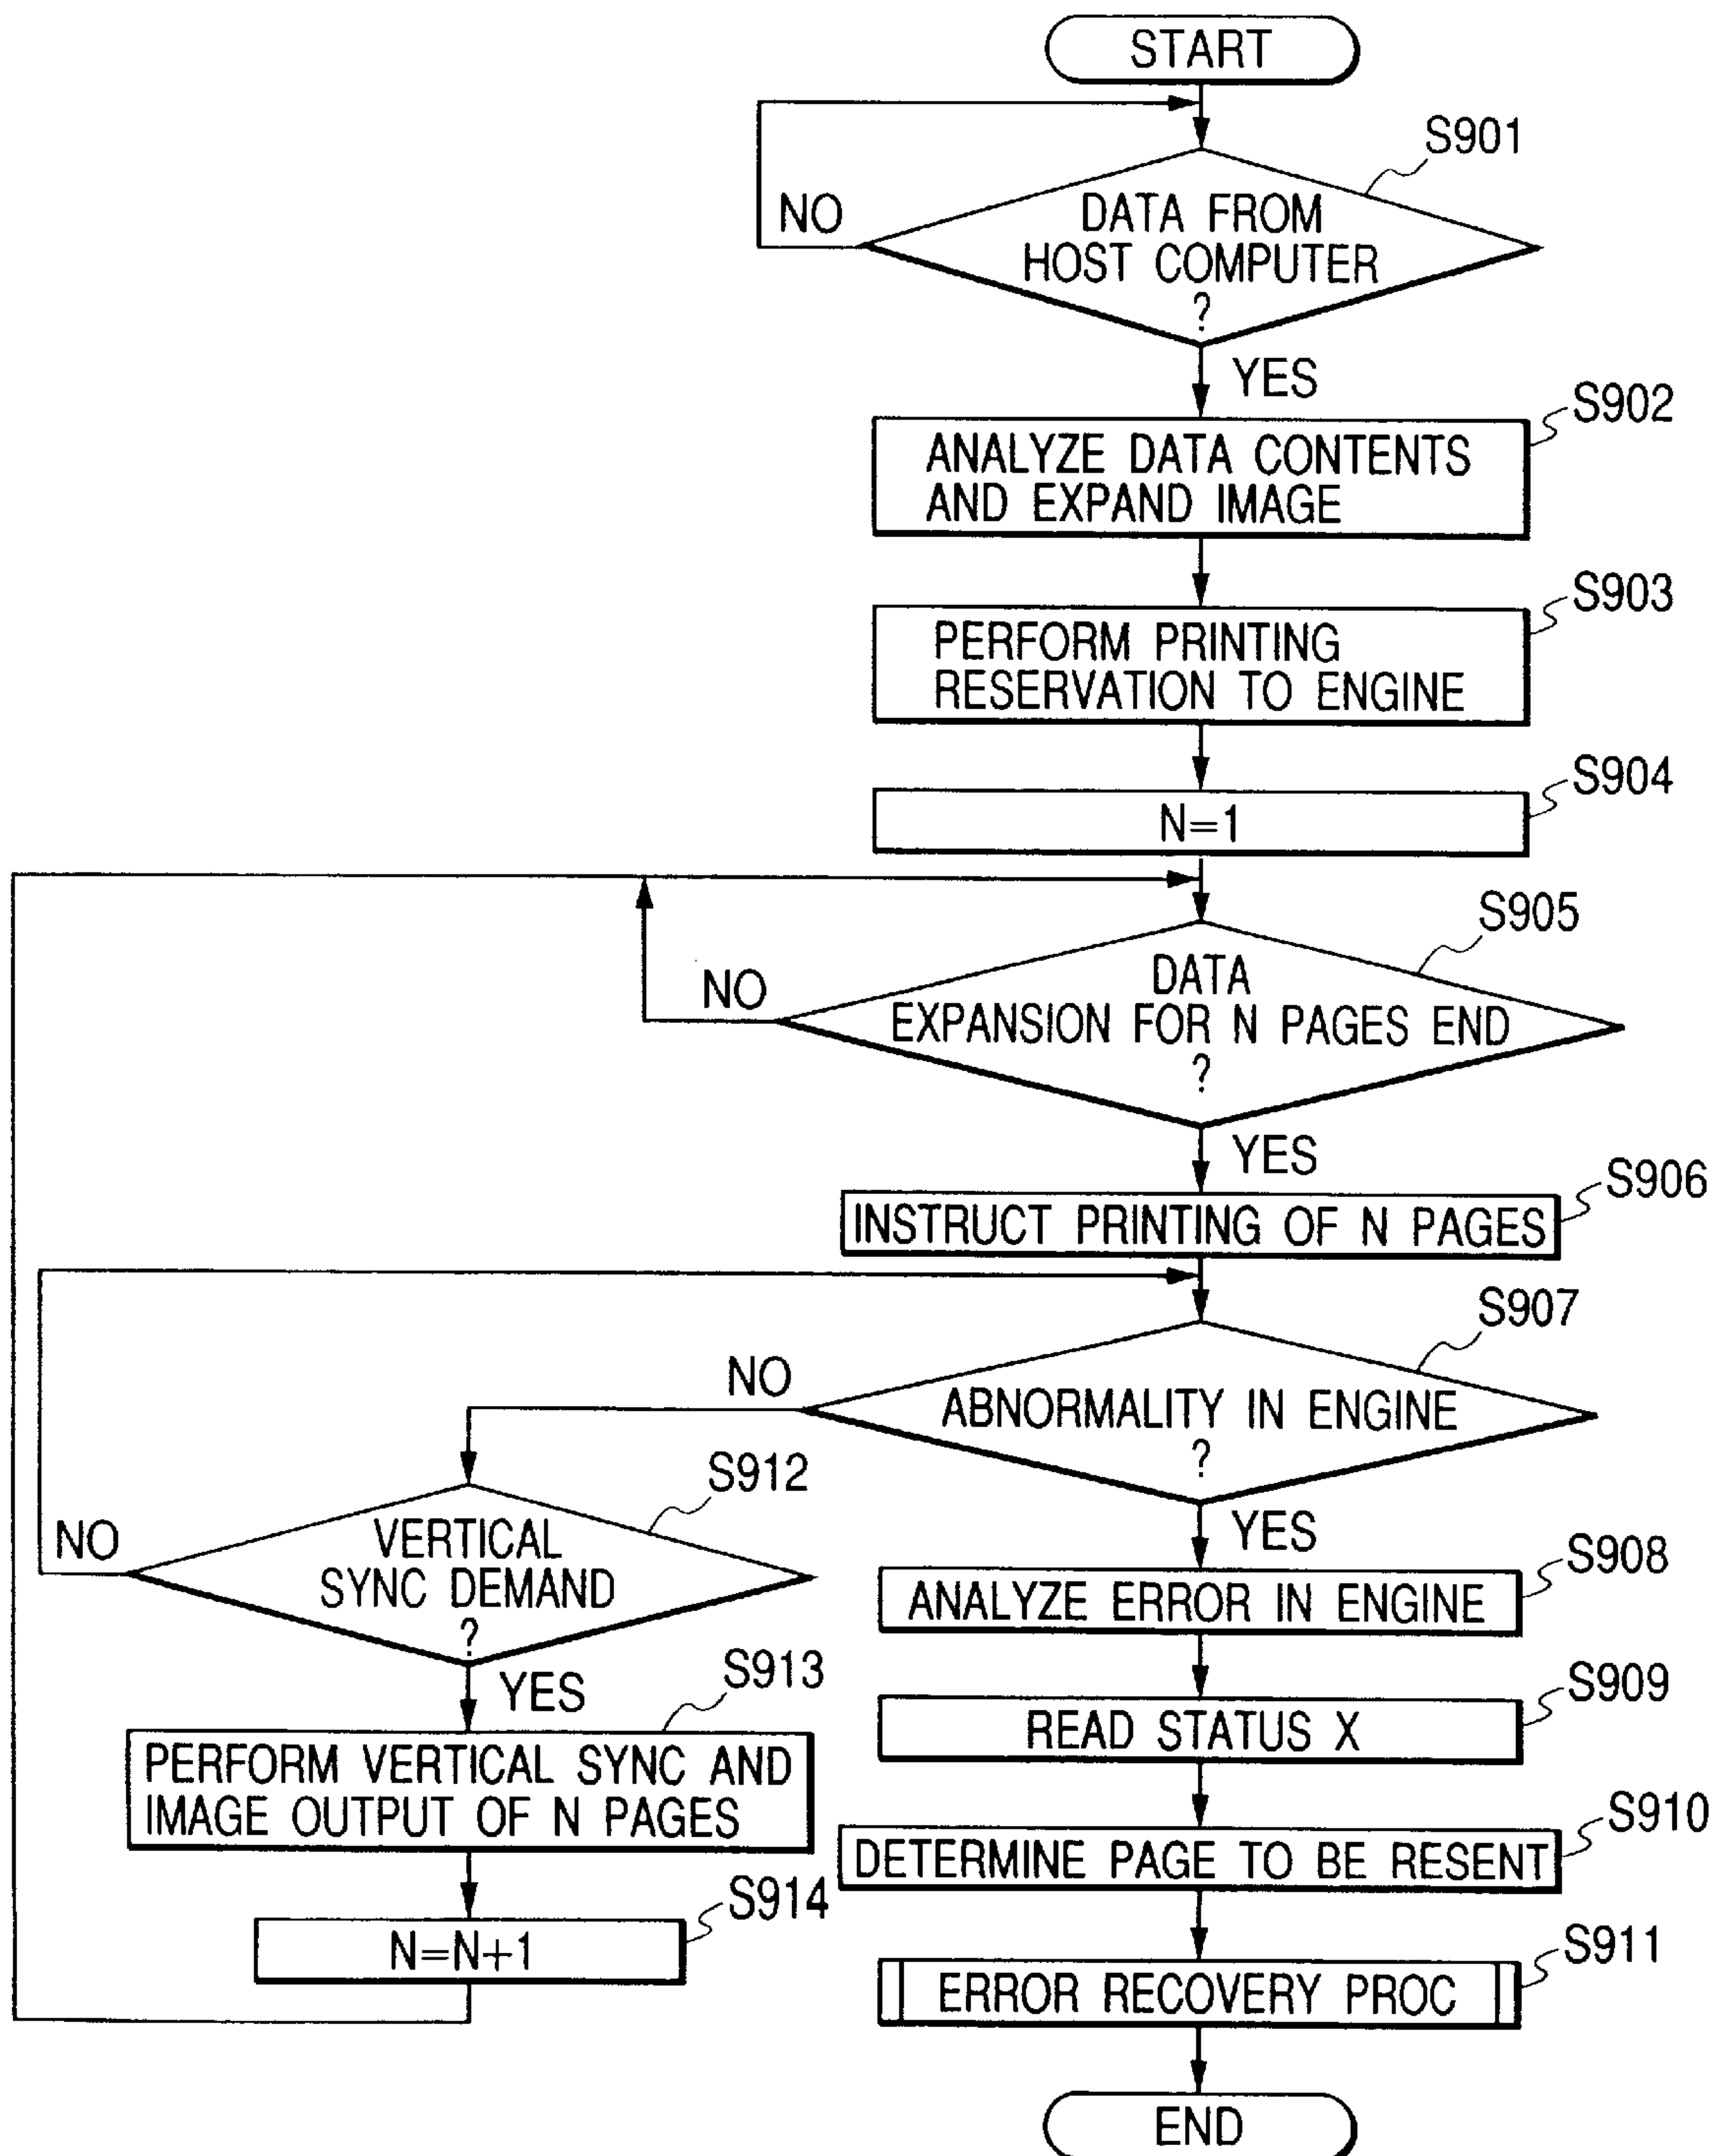 START
S901
NO
DATA FROM
HOST COMPUTER
?
YES
S902
ANALYZE DATA CONTENTS
AND EXPAND IMAGE
S903
PERFORM PRINTING
RESERVATION TO ENGINE
S904
N=1
S905
NO
DATA
EXPANSION FOR N PAGES END
?
YES
S906
INSTRUCT PRINTING OF N PAGES
S907
NO
ABNORMALITY IN ENGINE
?
YES
S912
NO
VERTICAL
SYNC DEMAND
?
YES
S913
PERFORM VERTICAL SYNC AND
IMAGE OUTPUT OF N PAGES
S914
N=N+1
S908
ANALYZE ERROR IN ENGINE
S909
READ STATUS X
S910
DETERMINE PAGE TO BE RESENT
S911
ERROR RECOVERY PROC
END